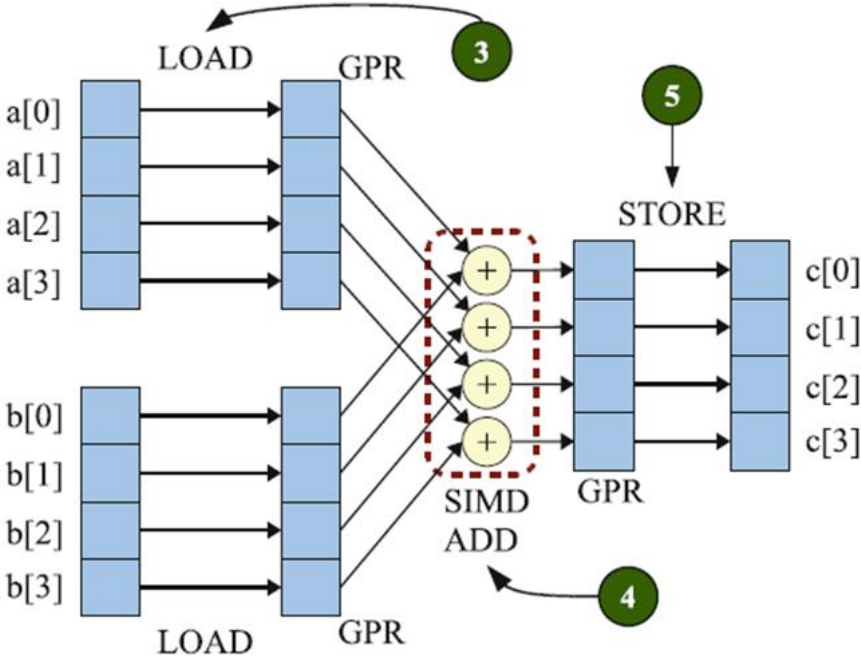 3
LOAD
GPR
5
a[0]
a[1]
a[2]
a[3]
STORE
+
+
+
+
c[0]
c[1]
c[2]
c[3]
b[0]
b[1]
b[2]
b[3]
SIMD
ADD
GPR
4
LOAD
GPR